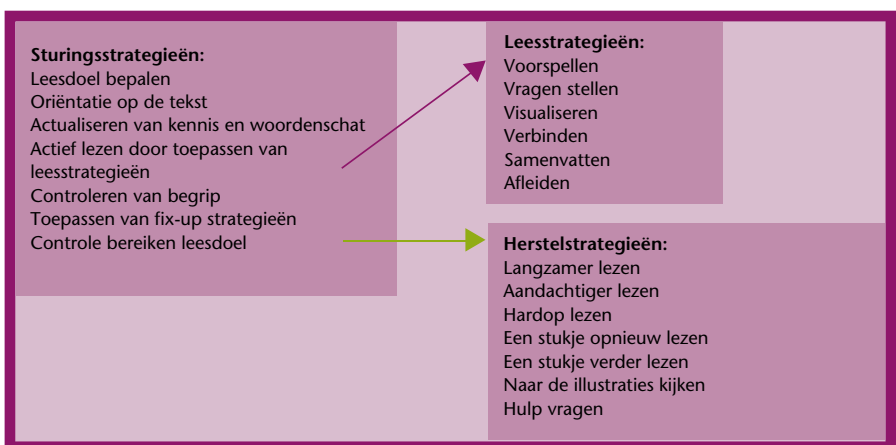 Sturingsstrategieën:
Leesdoel bepalen
Oriëntatie op de tekst
Actualiseren van kennis en woordenschat
Actief lezen door toepassen van
leesstrategieën
Controleren van begrip
Toepassen van fix-up strategieën
Controle bereiken leesdoel
Leesstrategieën:
Voorspellen
Vragen stellen
Visualiseren
Verbinden
Samenvatten
Afleiden
Herstelstrategieën:
Langzamer lezen
Aandachtiger lezen
Hardop lezen
Een stukje opnieuw lezen
Een stukje verder lezen
Naar de illustraties kijken
Hulp vragen